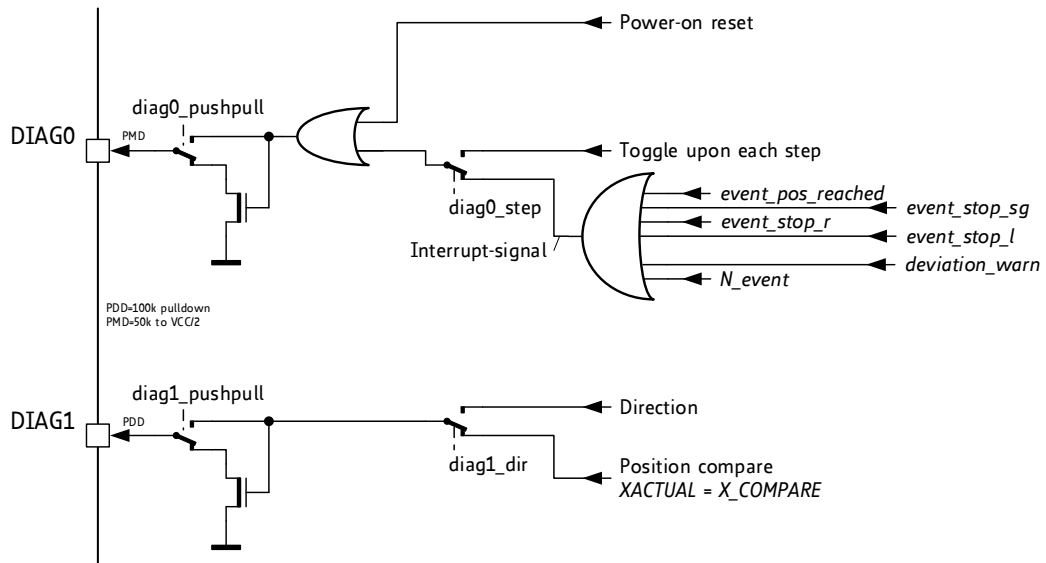 Power-on reset
diag0_pushpull
DIAG0
PMD
Toggle upon each step
diag0_step
event_pos_reached
event_stop_sg
event_stop_r
Interrupt-signal
event_stop_l
deviation_warn
N_event
PDD=100k pulldown
PMD=50k to VCC/2
diag1_pushpull
DIAG1
PDD
Direction
diag1_dir
Position compare
XACTUAL = X_COMPARE